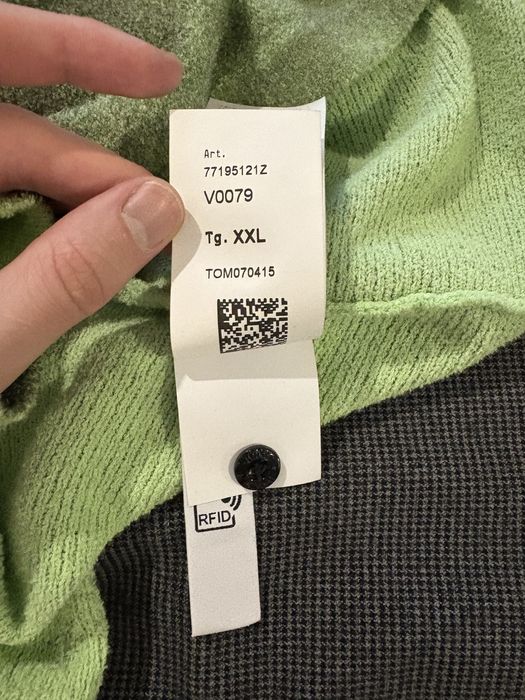 Art.
77195121Z
V0079
Tg. XXL
TOM070415
RFID